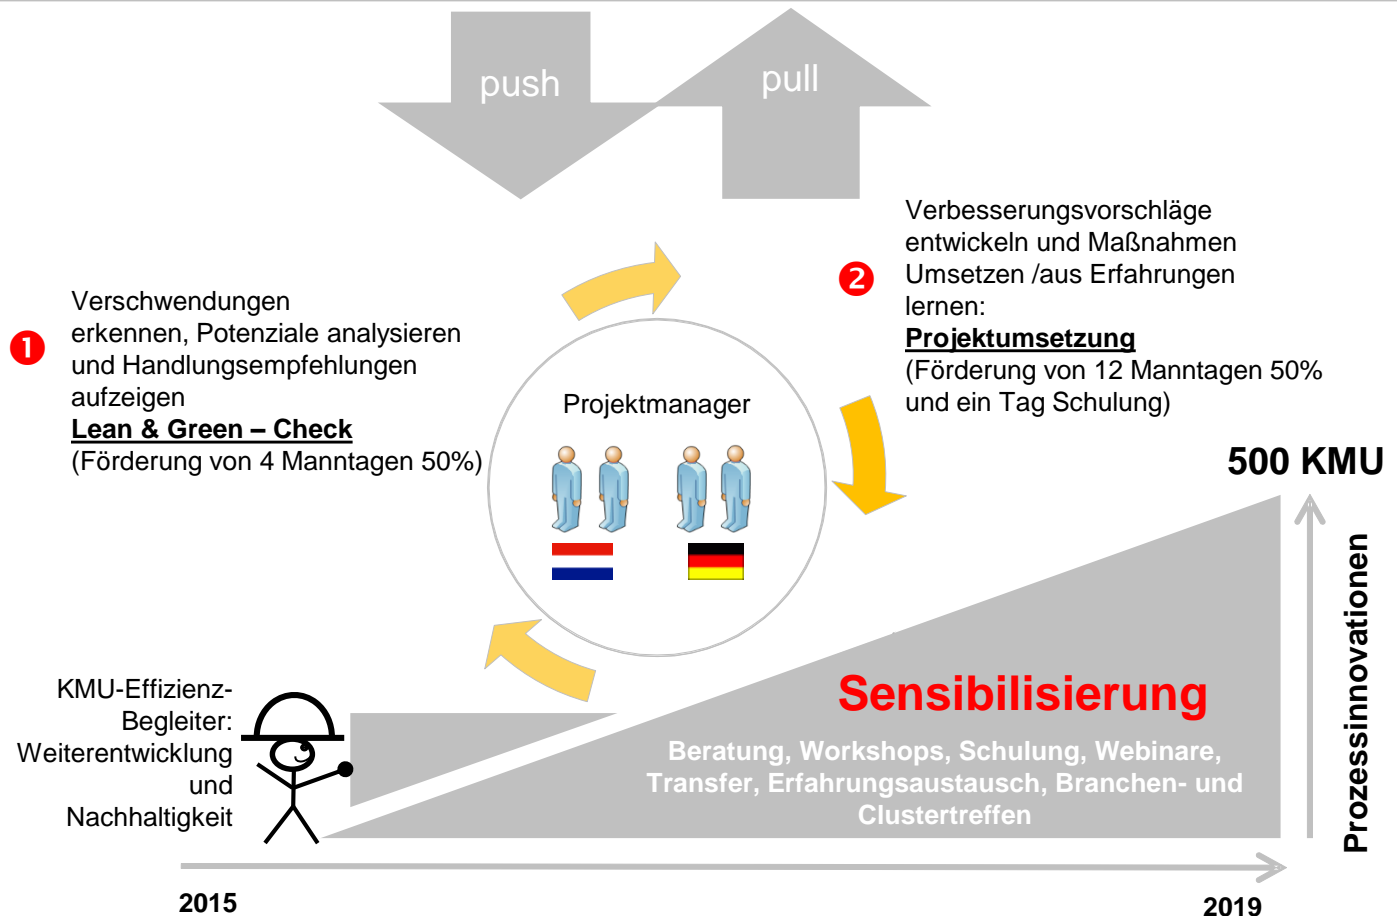 push
pull
❶
Verschwendungen
erkennen, Potenziale analysieren
und Handlungsempfehlungen
aufzeigen
Lean & Green – Check
(Förderung von 4 Manntagen 50%)
❷
Verbesserungsvorschläge
entwickeln und Maßnahmen
Umsetzen /aus Erfahrungen
lernen:
Projektumsetzung
(Förderung von 12 Manntagen 50%
und ein Tag Schulung)
Projektmanager
500 KMU
Prozessinnovationen
KMU-Effizienz-
Begleiter:
Weiterentwicklung
und
Nachhaltigkeit
Sensibilisierung
Beratung, Workshops, Schulung, Webinare,
Transfer, Erfahrungsaustausch, Branchen- und
Clustertreffen
2015
2019